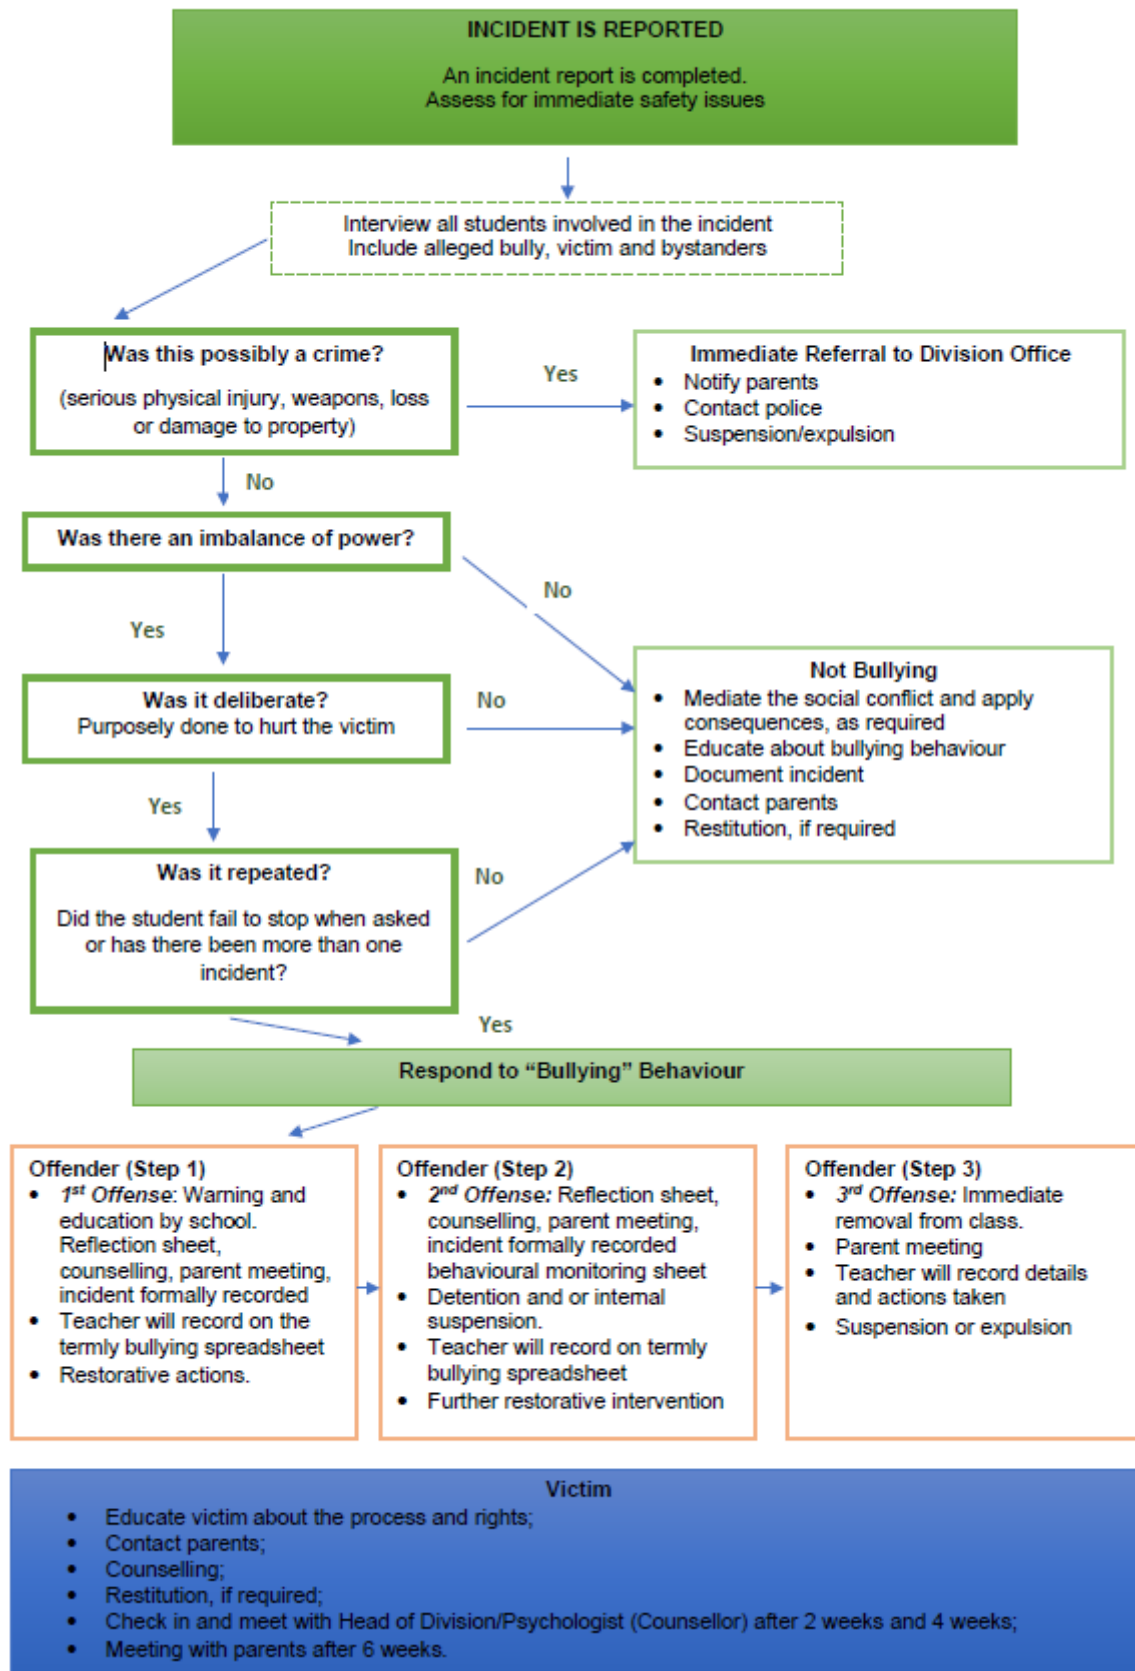 INCIDENT IS REPORTED
An incident report is completed.
Assess for immediate safety issues
Interview all students involved in the incident
Include alleged bully, victim and bystanders
Was this possibly a crime?
(serious physical injury, weapons, loss
or damage to property)
Yes
Immediate Referral to Division Office
• Notify parents
• Contact police
• Suspension/expulsion
No
Was there an imbalance of power?
No
Yes
Was it deliberate?
Purposely done to hurt the victim
No
Not Bullying
• Mediate the social conflict and apply
consequences, as required
• Educate about bullying behaviour
• Document incident
• Contact parents
• Restitution, if required
Yes
Was it repeated?
Did the student fail to stop when asked
or has there been more than one
incident?
No
Yes
Respond to “Bullying” Behaviour
Offender (Step 1)
• 1st Offense: Warning and
education by school.
Reflection sheet,
counselling, parent meeting,
incident formally recorded
• Teacher will record on the
termly bullying spreadsheet
• Restorative actions.
Offender (Step 2)
• 2nd Offense: Reflection sheet,
counselling, parent meeting,
incident formally recorded
behavioural monitoring sheet
• Detention and or internal
suspension.
• Teacher will record on termly
bullying spreadsheet
• Further restorative intervention
Offender (Step 3)
• 3rd Offense: Immediate
removal from class.
• Parent meeting
• Teacher will record details
and actions taken
• Suspension or expulsion
Victim
• Educate victim about the process and rights;
• Contact parents;
• Counselling;
• Restitution, if required;
• Check in and meet with Head of Division/Psychologist (Counsellor) after 2 weeks and 4 weeks;
• Meeting with parents after 6 weeks.